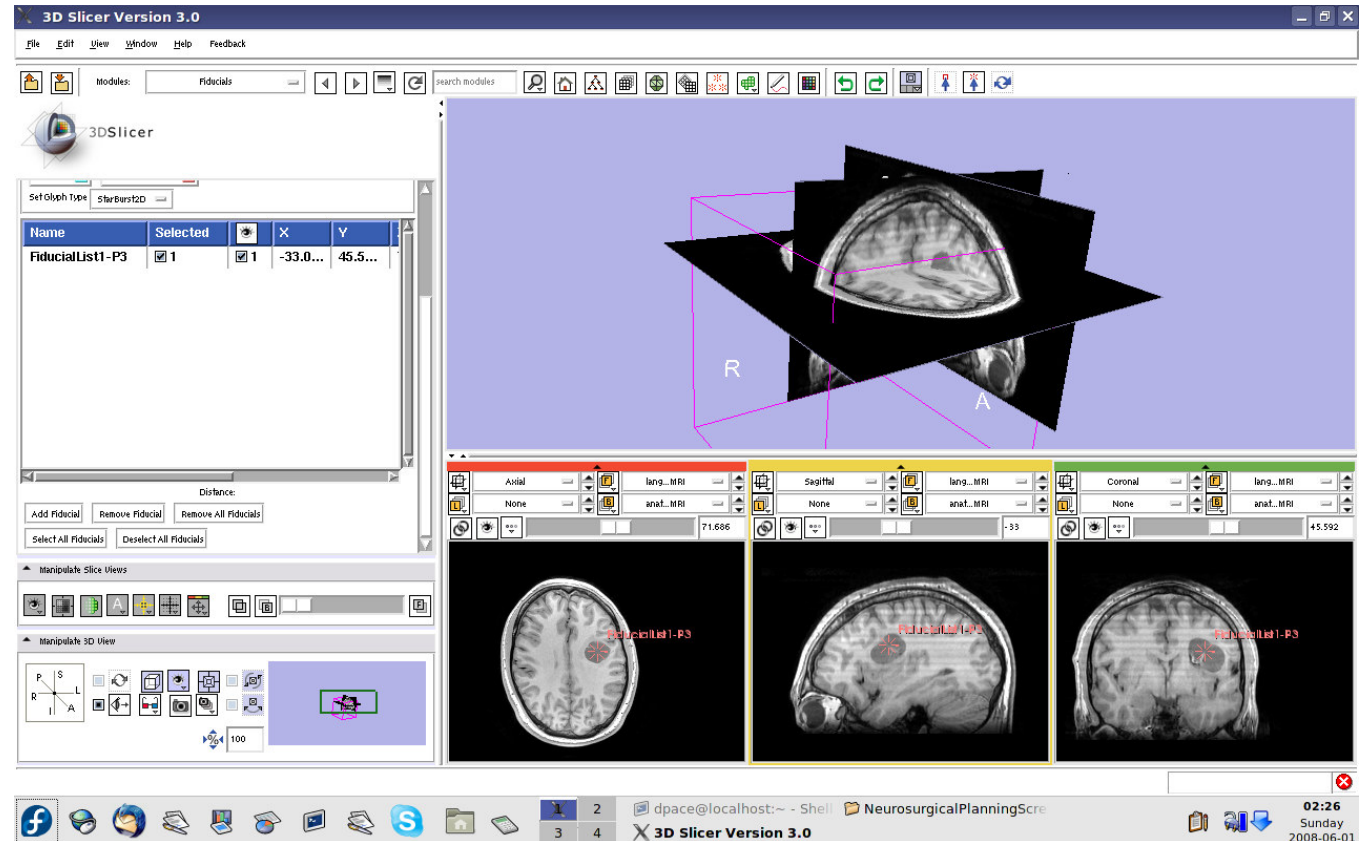 3D Slicer Version 3.0
File Edit View Window Help Feedback
Modules: Fiducials search modules
3DSlicer
Set Glyph Type StarBurst2D
Name Selected X Y
FiducialList1-P3 1 1 -33.0... 45.5...
Distance:
Add Fiducial Remove Fiducial Remove All Fiducials
Select All Fiducials Deselect All Fiducials
Manipulate Slice Views
A B F
Manipulate 3D View
P S
R L
I A
% 100
R
A
Axial F lang...MRI
L None B anat...MRI
71.686
FiducialList1-P3
Sagittal F lang...MRI
L None B anat...MRI
-33
FiducialList1-P3
Coronal F lang...MRI
L None B anat...MRI
45.592
FiducialList1-P3
1 2
3 4
dpace@localhost:~ - Shell
NeurosurgicalPlanningScre
3D Slicer Version 3.0
02:26
Sunday
2008-06-01